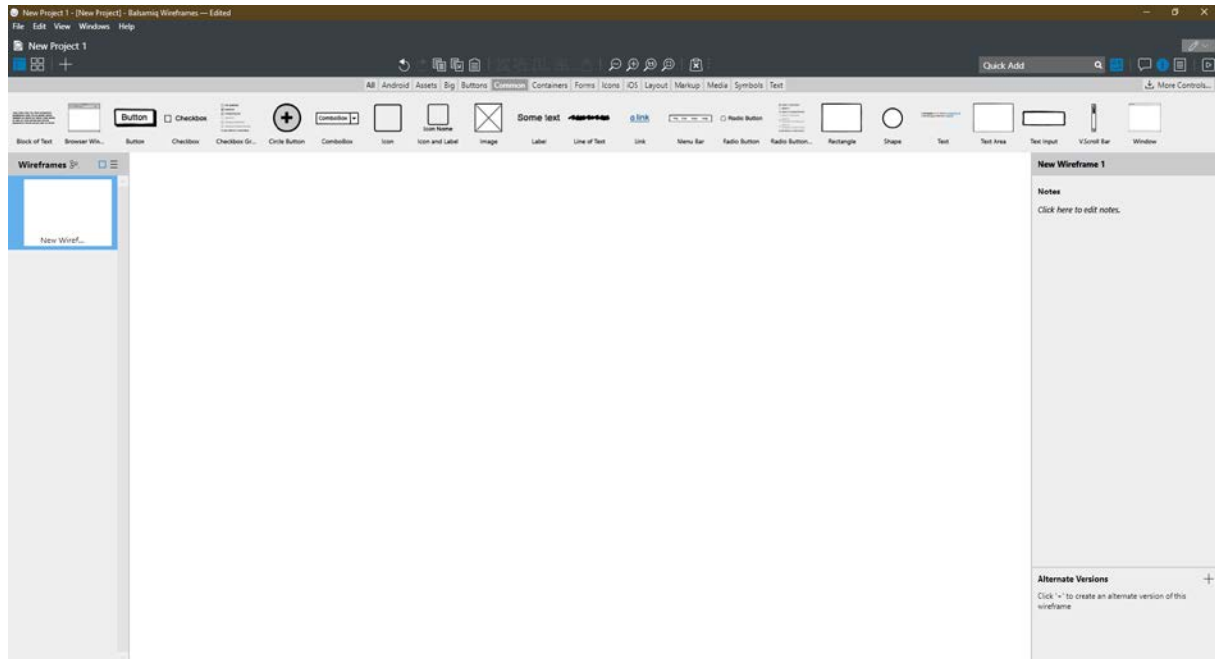 New Project 1 - [New Project] - Balsamiq Wireframes — Edited
File Edit View Windows Help
New Project 1
Quick Add
All Android Assets Big Buttons Common Containers Forms Icons iOS Layout Markup Media Symbols Text
More Controls...
Button
Checkbox
ComboBox
Icon Name
Some text
a link
Radio Button
Block of Text Browser Win... Button Checkbox Checkbox Gr... Circle Button ComboBox Icon Icon and Label Image Label Line of Text Link Menu Bar Radio Button Radio Button... Rectangle Shape Text Text Area Text Input V.Scroll Bar Window
Wireframes
New Wiref...
New Wireframe 1
Notes
Click here to edit notes.
Alternate Versions
Click '+' to create an alternate version of this
wireframe